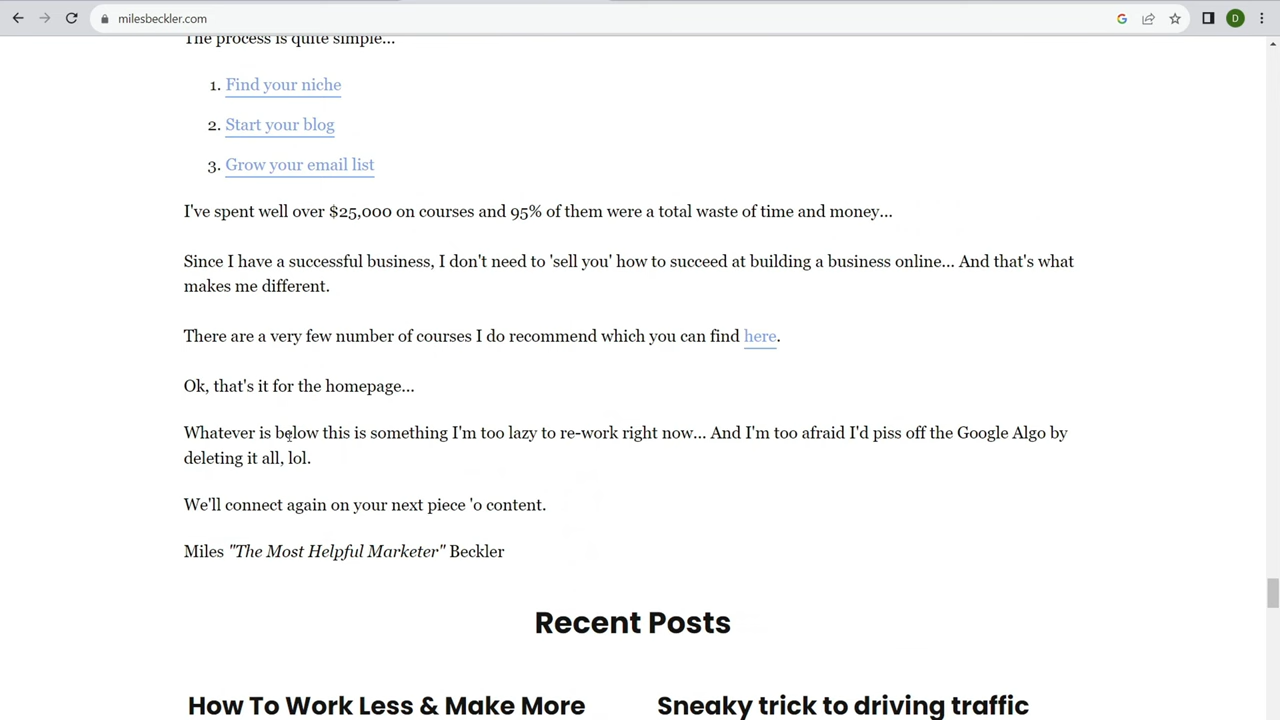 milesbeckler.com
D
The process is quite simple...
1. Find your niche
2. Start your blog
3. Grow your email list
I've spent well over $25,000 on courses and 95% of them were a total waste of time and money...
Since I have a successful business, I don't need to 'sell you' how to succeed at building a business online... And that's what
makes me different.
There are a very few number of courses I do recommend which you can find here.
Ok, that's it for the homepage...
Whatever is below this is something I'm too lazy to re-work right now... And I'm too afraid I'd piss off the Google Algo by
deleting it all, lol.
We'll connect again on your next piece 'o content.
Miles "The Most Helpful Marketer" Beckler
Recent Posts
How To Work Less & Make More
Sneaky trick to driving traffic